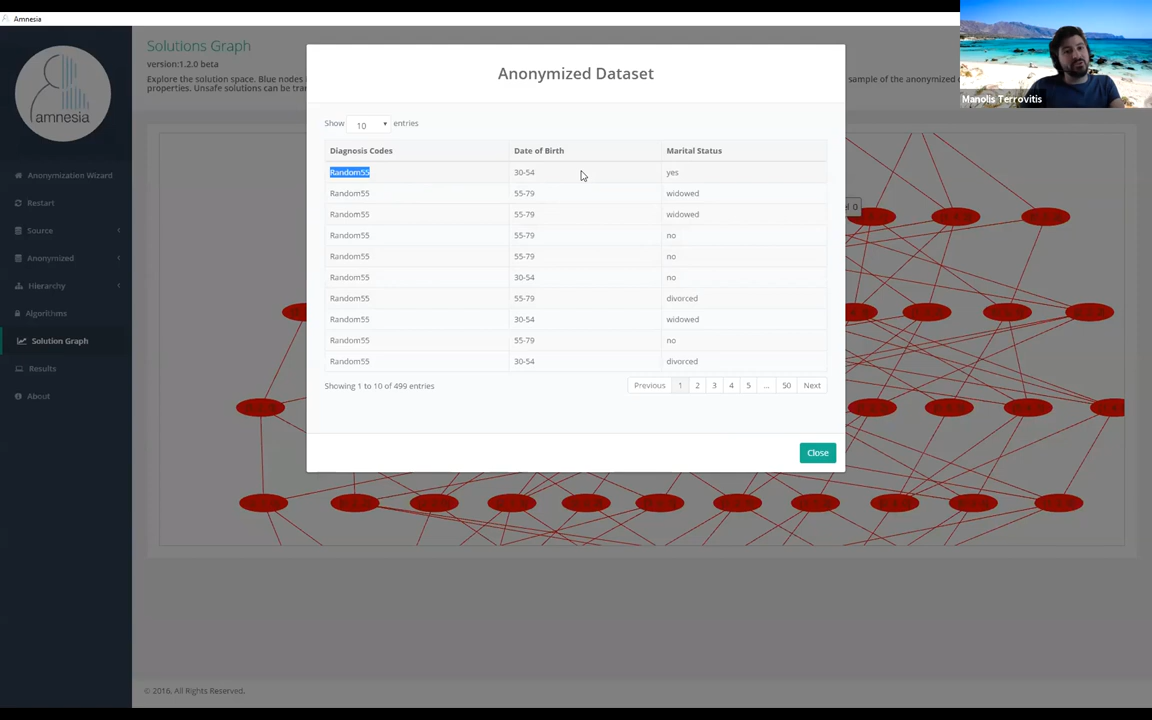 Amnesia
Solutions Graph
version:1.2.0 beta
Explore the solution space. Blue nodes
sample of the anonymized
properties. Unsafe solutions can be tra
Manolis Terrovitis
amnesia
Anonymization Wizard
Restart
Source
Anonymized
Hierarchy
Algorithms
Solution Graph
Results
About
Anonymized Dataset
Show 10 entries
Diagnosis Codes Date of Birth Marital Status
Random55 30-54 yes
Random55 55-79 widowed
Random55 55-79 widowed
Random55 55-79 no
Random55 55-79 no
Random55 30-54 no
Random55 55-79 divorced
Random55 30-54 widowed
Random55 55-79 no
Random55 30-54 divorced
Showing 1 to 10 of 499 entries
Previous 1 2 3 4 5 ... 50 Next
Close
© 2016. All Rights Reserved.